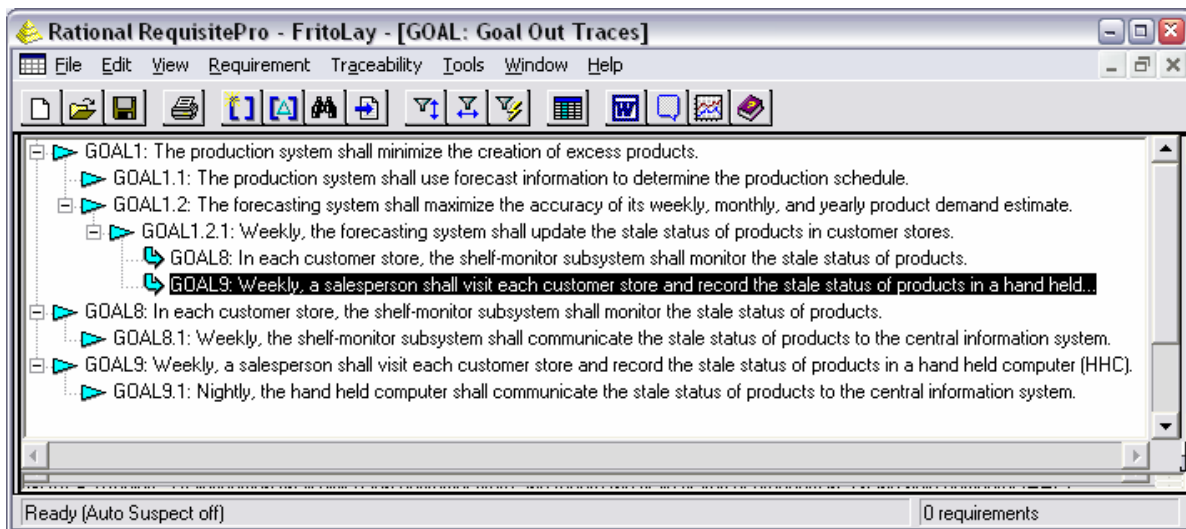 Rational RequisitePro - FritoLay - [GOAL: Goal Out Traces]
File Edit View Requirement Traceability Tools Window Help
GOAL1: The production system shall minimize the creation of excess products.
GOAL1.1: The production system shall use forecast information to determine the production schedule.
GOAL1.2: The forecasting system shall maximize the accuracy of its weekly, monthly, and yearly product demand estimate.
GOAL1.2.1: Weekly, the forecasting system shall update the stale status of products in customer stores.
GOAL8: In each customer store, the shelf-monitor subsystem shall monitor the stale status of products.
GOAL9: Weekly, a salesperson shall visit each customer store and record the stale status of products in a hand held...
GOAL8: In each customer store, the shelf-monitor subsystem shall monitor the stale status of products.
GOAL8.1: Weekly, the shelf-monitor subsystem shall communicate the stale status of products to the central information system.
GOAL9: Weekly, a salesperson shall visit each customer store and record the stale status of products in a hand held computer (HHC).
GOAL9.1: Nightly, the hand held computer shall communicate the stale status of products to the central information system.
Ready (Auto Suspect off) 0 requirements